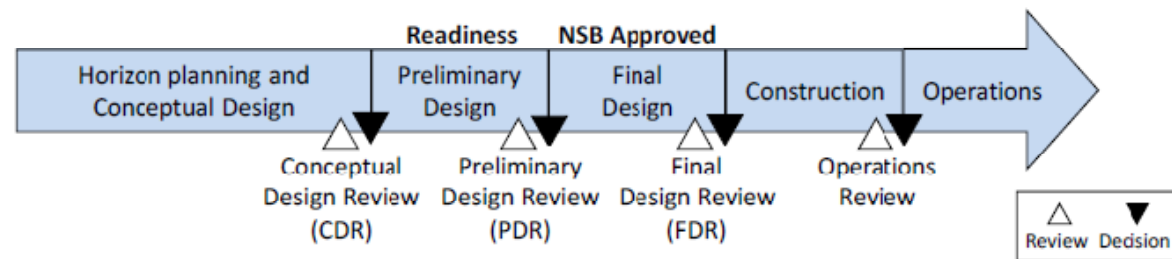 Readiness
NSB Approved
Horizon planning and
Conceptual Design
Preliminary
Design
Final
Design
Construction
Operations
Conceptual
Design Review
(CDR)
Preliminary
Design Review
(PDR)
Final
Design Review
(FDR)
Operations
Review
Review
Decision